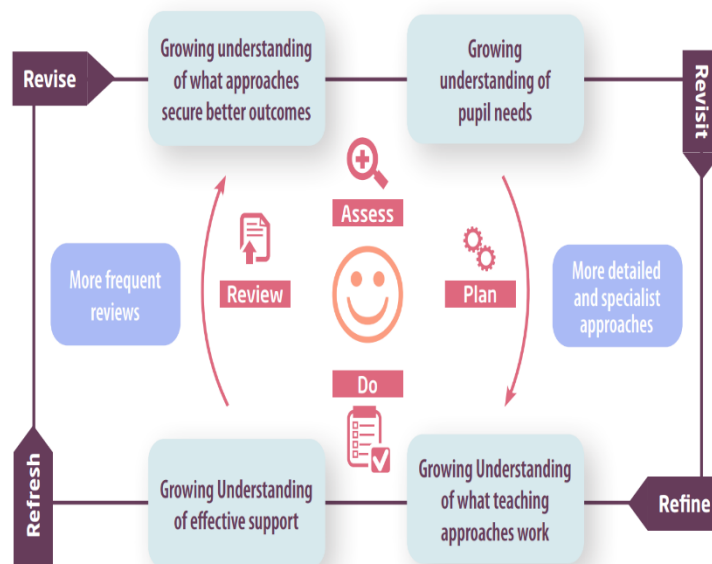 Revise
Growing understanding
of what approaches
secure better outcomes
Growing
understanding of
pupil needs
Revisit
Assess
More frequent
reviews
Review
Plan
More detailed
and specialist
approaches
Do
Refresh
Growing Understanding
of effective support
Growing Understanding
of what teaching
approaches work
Refine